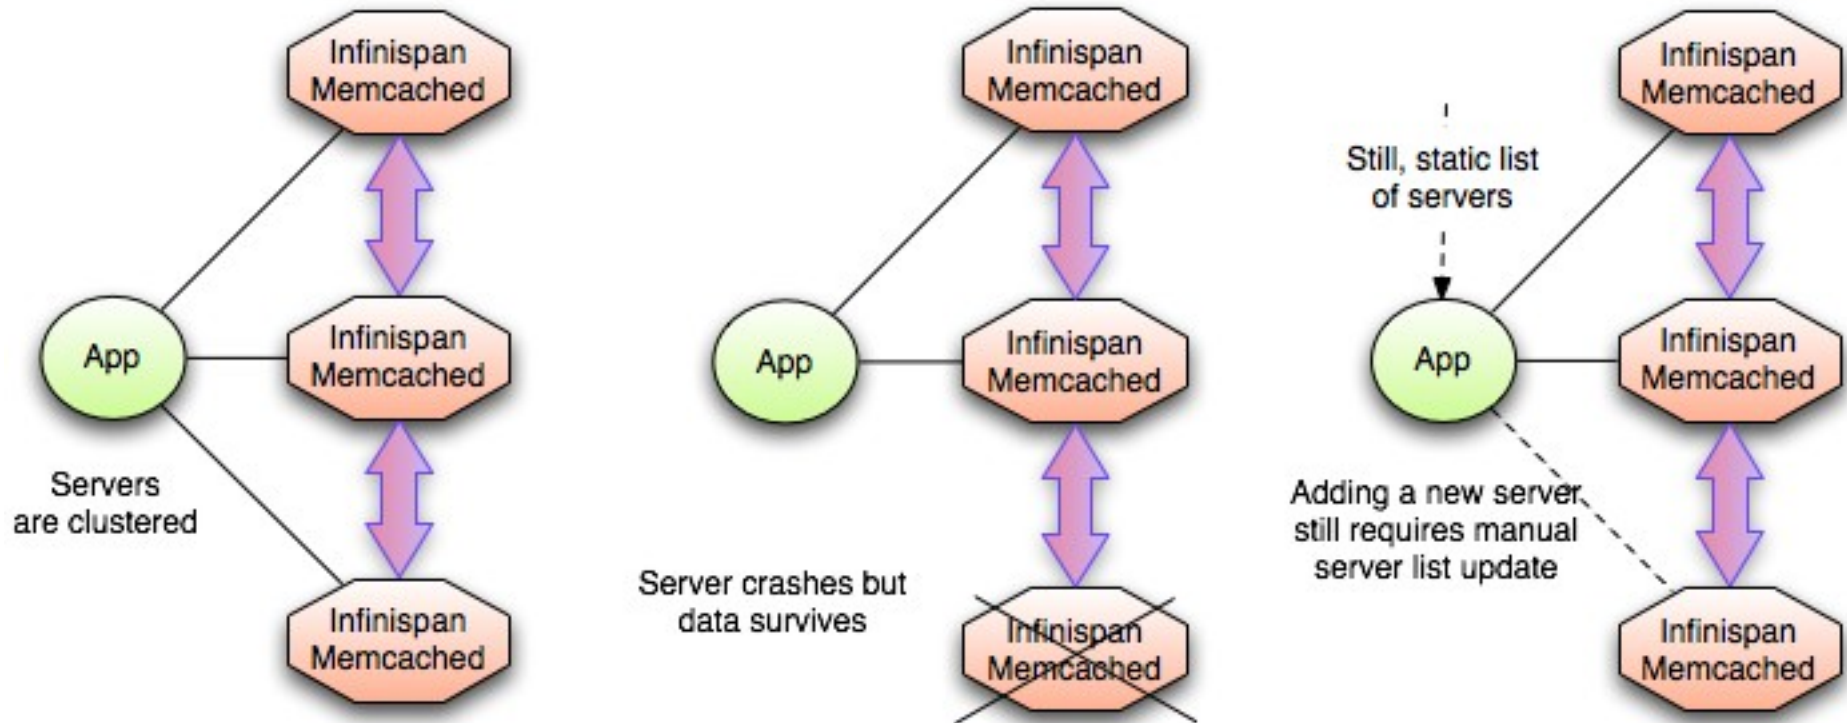 Infinispan
Memcached
App
Infinispan
Memcached
Servers
are clustered
Infinispan
Memcached
Infinispan
Memcached
App
Infinispan
Memcached
Server crashes but
data survives
Infinispan
Memcached
Infinispan
Memcached
Still, static list
of servers
App
Infinispan
Memcached
Adding a new server
still requires manual
server list update
Infinispan
Memcached